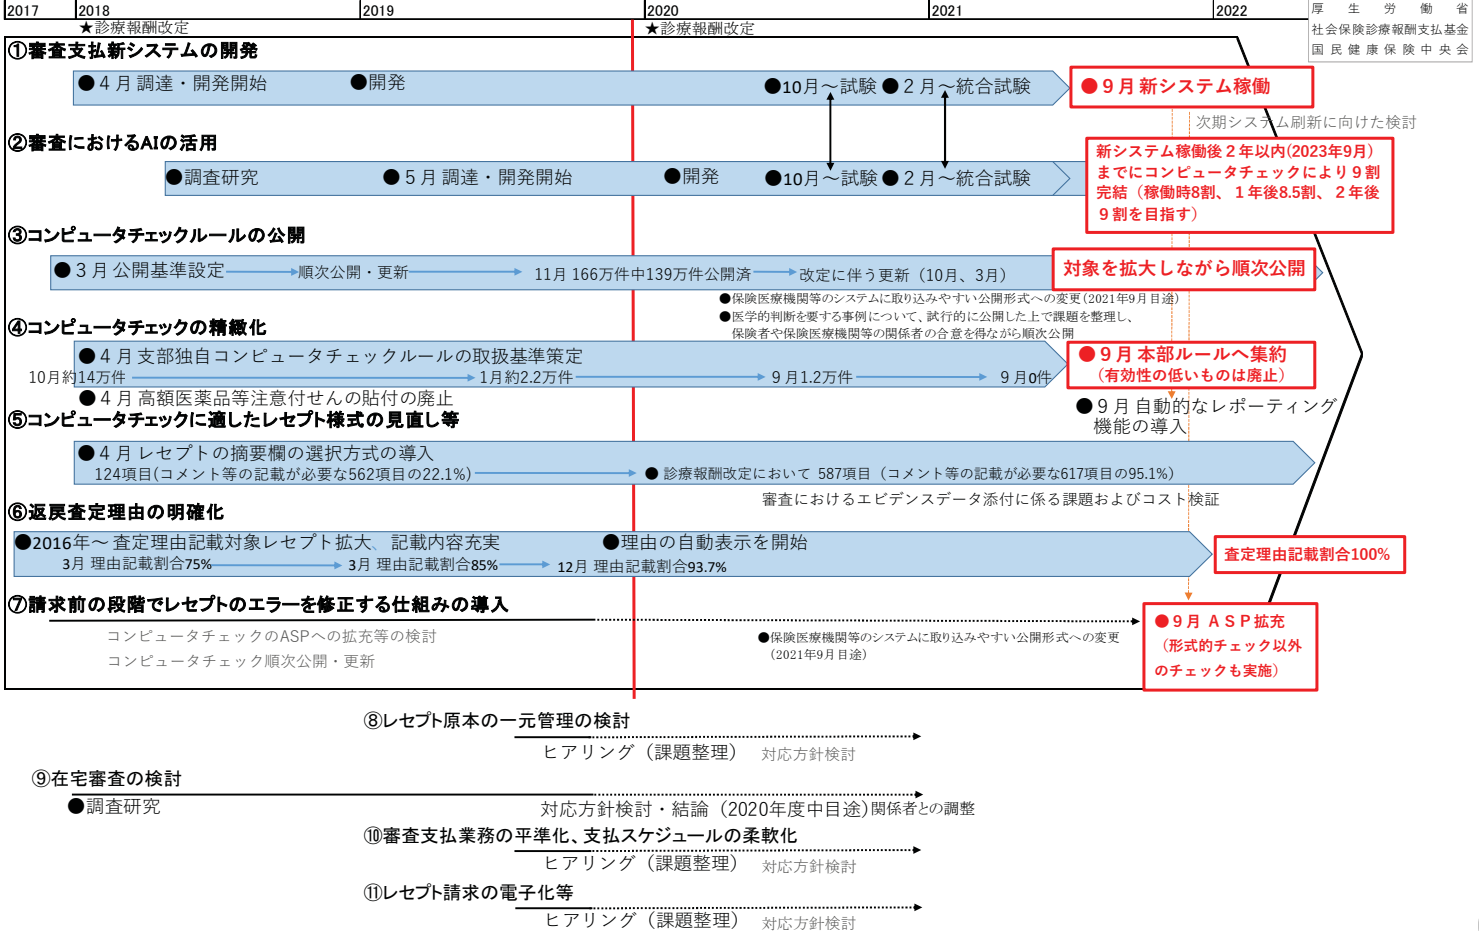 2017
2018
2019
2020
2021
2022
★診療報酬改定
★診療報酬改定
厚生労働省
社会保険診療報酬支払基金
国民健康保険中央会
①審査支払新システムの開発
●４月 調達・開発開始
●開発
●10月～試験
●２月～統合試験
●９月 新システム稼働
次期システム刷新に向けた検討
②審査におけるAIの活用
●調査研究
●５月 調達・開発開始
●開発
●10月～試験
●２月～統合試験
新システム稼働後２年以内(2023年9月)
までにコンピュータチェックにより９割
完結（稼働時8割、１年後8.5割、２年後
９割を目指す）
③コンピュータチェックルールの公開
●３月 公開基準設定
順次公開・更新
11月 166万件中139万件公開済
改定に伴う更新（10月、3月）
対象を拡大しながら順次公開
●保険医療機関等のシステムに取り込みやすい公開形式への変更(2021年9月目途)
●医学的判断を要する事例について、試行的に公開した上で課題を整理し、
保険者や保険医療機関等の関係者の合意を得ながら順次公開
④コンピュータチェックの精緻化
●４月 支部独自コンピュータチェックルールの取扱基準策定
10月約14万件
1月約2.2万件
９月1.2万件
９月0件
●９月 本部ルールへ集約
（有効性の低いものは廃止）
●４月 高額医薬品等注意付せんの貼付の廃止
●９月 自動的なレポーティング
機能の導入
⑤コンピュータチェックに適したレセプト様式の見直し等
●４月 レセプトの摘要欄の選択方式の導入
124項目(コメント等の記載が必要な562項目の22.1%)
●診療報酬改定において 587項目（コメント等の記載が必要な617項目の95.1%）
審査におけるエビデンスデータ添付に係る課題およびコスト検証
⑥返戻査定理由の明確化
●2016年～ 査定理由記載対象レセプト拡大、記載内容充実
●理由の自動表示を開始
3月 理由記載割合75%
3月 理由記載割合85%
12月 理由記載割合93.7%
査定理由記載割合100%
⑦請求前の段階でレセプトのエラーを修正する仕組みの導入
コンピュータチェックのASPへの拡充等の検討
コンピュータチェック順次公開・更新
●保険医療機関等のシステムに取り込みやすい公開形式への変更
（2021年9月目途）
●９月 ＡＳＰ拡充
（形式的チェック以外
のチェックも実施）
⑧レセプト原本の一元管理の検討
ヒアリング（課題整理）
対応方針検討
⑨在宅審査の検討
●調査研究
対応方針検討・結論（2020年度中目途）
関係者との調整
⑩審査支払業務の平準化、支払スケジュールの柔軟化
ヒアリング（課題整理）
対応方針検討
⑪レセプト請求の電子化等
ヒアリング（課題整理）
対応方針検討